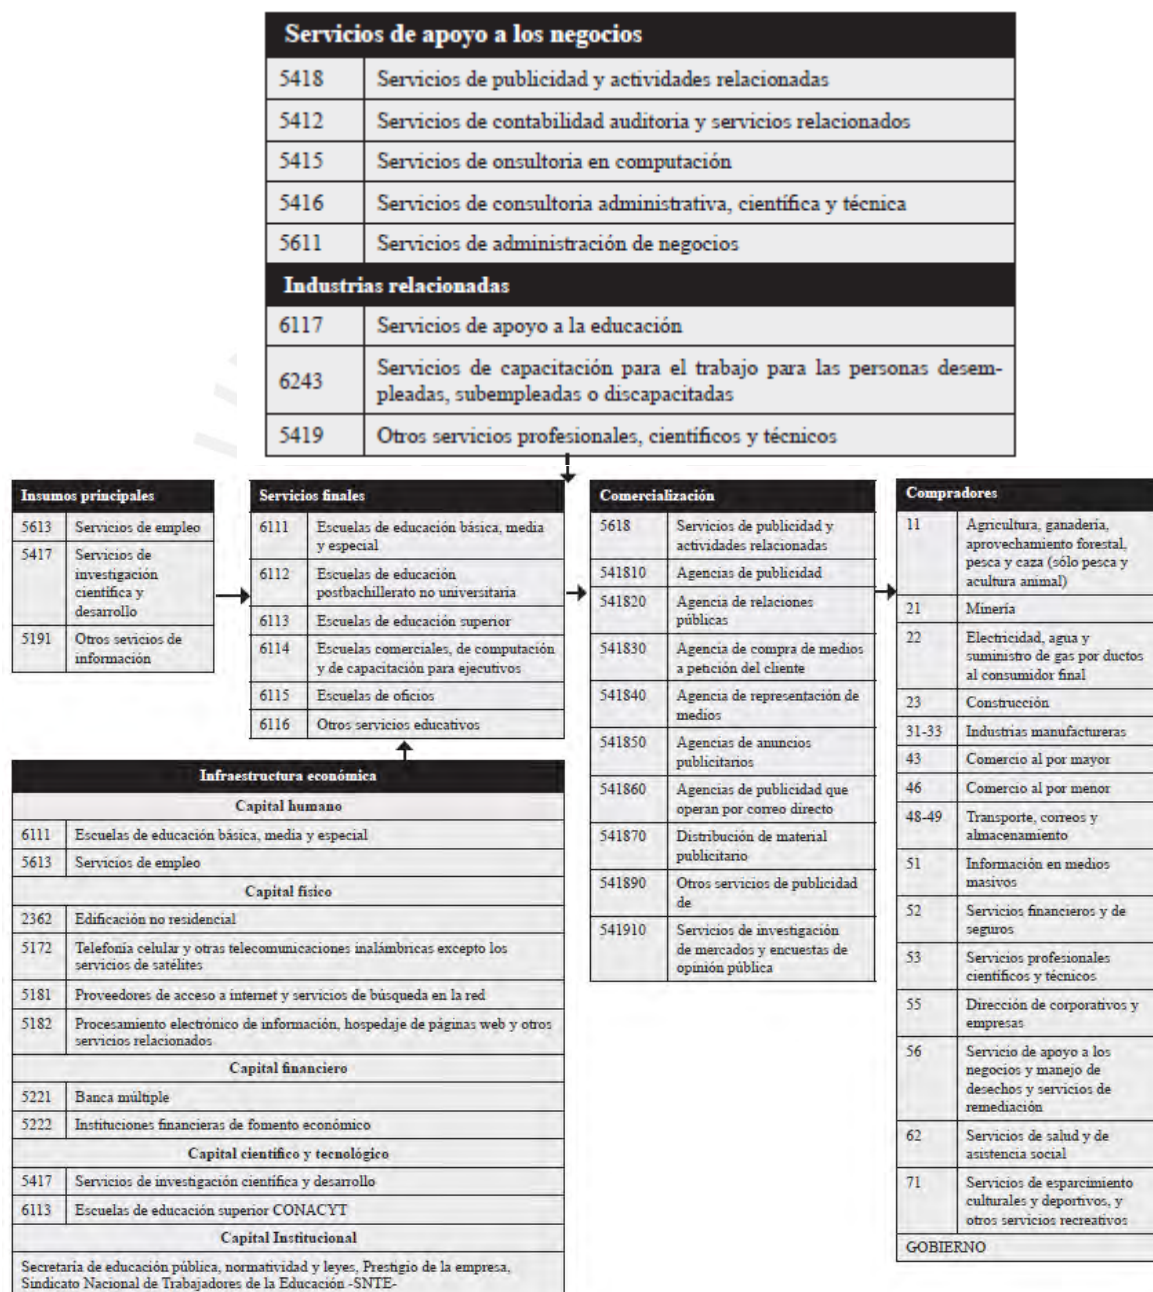 Servicios de apoyo a los negocios
5418 Servicios de publicidad y actividades relacionadas
5412 Servicios de contabilidad auditoria y servicios relacionados
5415 Servicios de onsultoria en computación
5416 Servicios de consultoria administrativa, científica y técnica
5611 Servicios de administración de negocios
Industrias relacionadas
6117 Servicios de apoyo a la educación
6243 Servicios de capacitación para el trabajo para las personas desem-
pleadas, subempleadas o discapacitadas
5419 Otros servicios profesionales, científicos y técnicos
Insumos principales
5613 Servicios de empleo
5417 Servicios de
investigación
científica y
desarrollo
5191 Otros sevicios de
información
Servicios finales
6111 Escuelas de educación básica, media
y especial
6112 Escuelas de educación
postbachillerato no universitaria
6113 Escuelas de educación superior
6114 Escuelas comerciales, de computación
y de capacitación para ejecutivos
6115 Escuelas de oficios
6116 Otros servicios educativos
Comercialización
5618 Servicios de publicidad y
actividades relacionadas
541810 Agencias de publicidad
541820 Agencia de relaciones
públicas
541830 Agencia de compra de medios
a petición del cliente
541840 Agencia de representación de
medios
541850 Agencias de anuncios
publicitarios
541860 Agencias de publicidad que
operan por correo directo
541870 Distribución de material
publicitario
541890 Otros servicios de publicidad
de
541910 Servicios de investigación
de mercados y encuestas de
opinión pública
Compradores
11 Agricultura, ganadería,
aprovechamiento forestal,
pesca y caza (sólo pesca y
acultura animal)
21 Minería
22 Electricidad, agua y
suministro de gas por ductos
al consumidor final
23 Construcción
31-33 Industrias manufactureras
43 Comercio al por mayor
46 Comercio al por menor
48-49 Transporte, correos y
almacenamiento
51 Información en medios
masivos
52 Servicios financieros y de
seguros
53 Servicios profesionales
científicos y técnicos
55 Dirección de corporativos y
empresas
56 Servicio de apoyo a los
negocios y manejo de
desechos y servicios de
remediación
62 Servicios de salud y de
asistencia social
71 Servicios de esparcimiento
culturales y deportivos, y
otros servicios recreativos
GOBIERNO
Infraestructura económica
Capital humano
6111 Escuelas de educación básica, media y especial
5613 Servicios de empleo
Capital físico
2362 Edificación no residencial
5172 Telefonía celular y otras telecomunicaciones inalámbricas excepto los
servicios de satélites
5181 Proveedores de acceso a internet y servicios de búsqueda en la red
5182 Procesamiento electrónico de información, hospedaje de páginas web y otros
servicios relacionados
Capital financiero
5221 Banca múltiple
5222 Instituciones financieras de fomento económico
Capital científico y tecnológico
5417 Servicios de investigación científica y desarrollo
6113 Escuelas de educación superior CONACYT
Capital Institucional
Secretaría de educación pública, normatividad y leyes, Prestigio de la empresa,
Sindicato Nacional de Trabajadores de la Educación -SNTE-